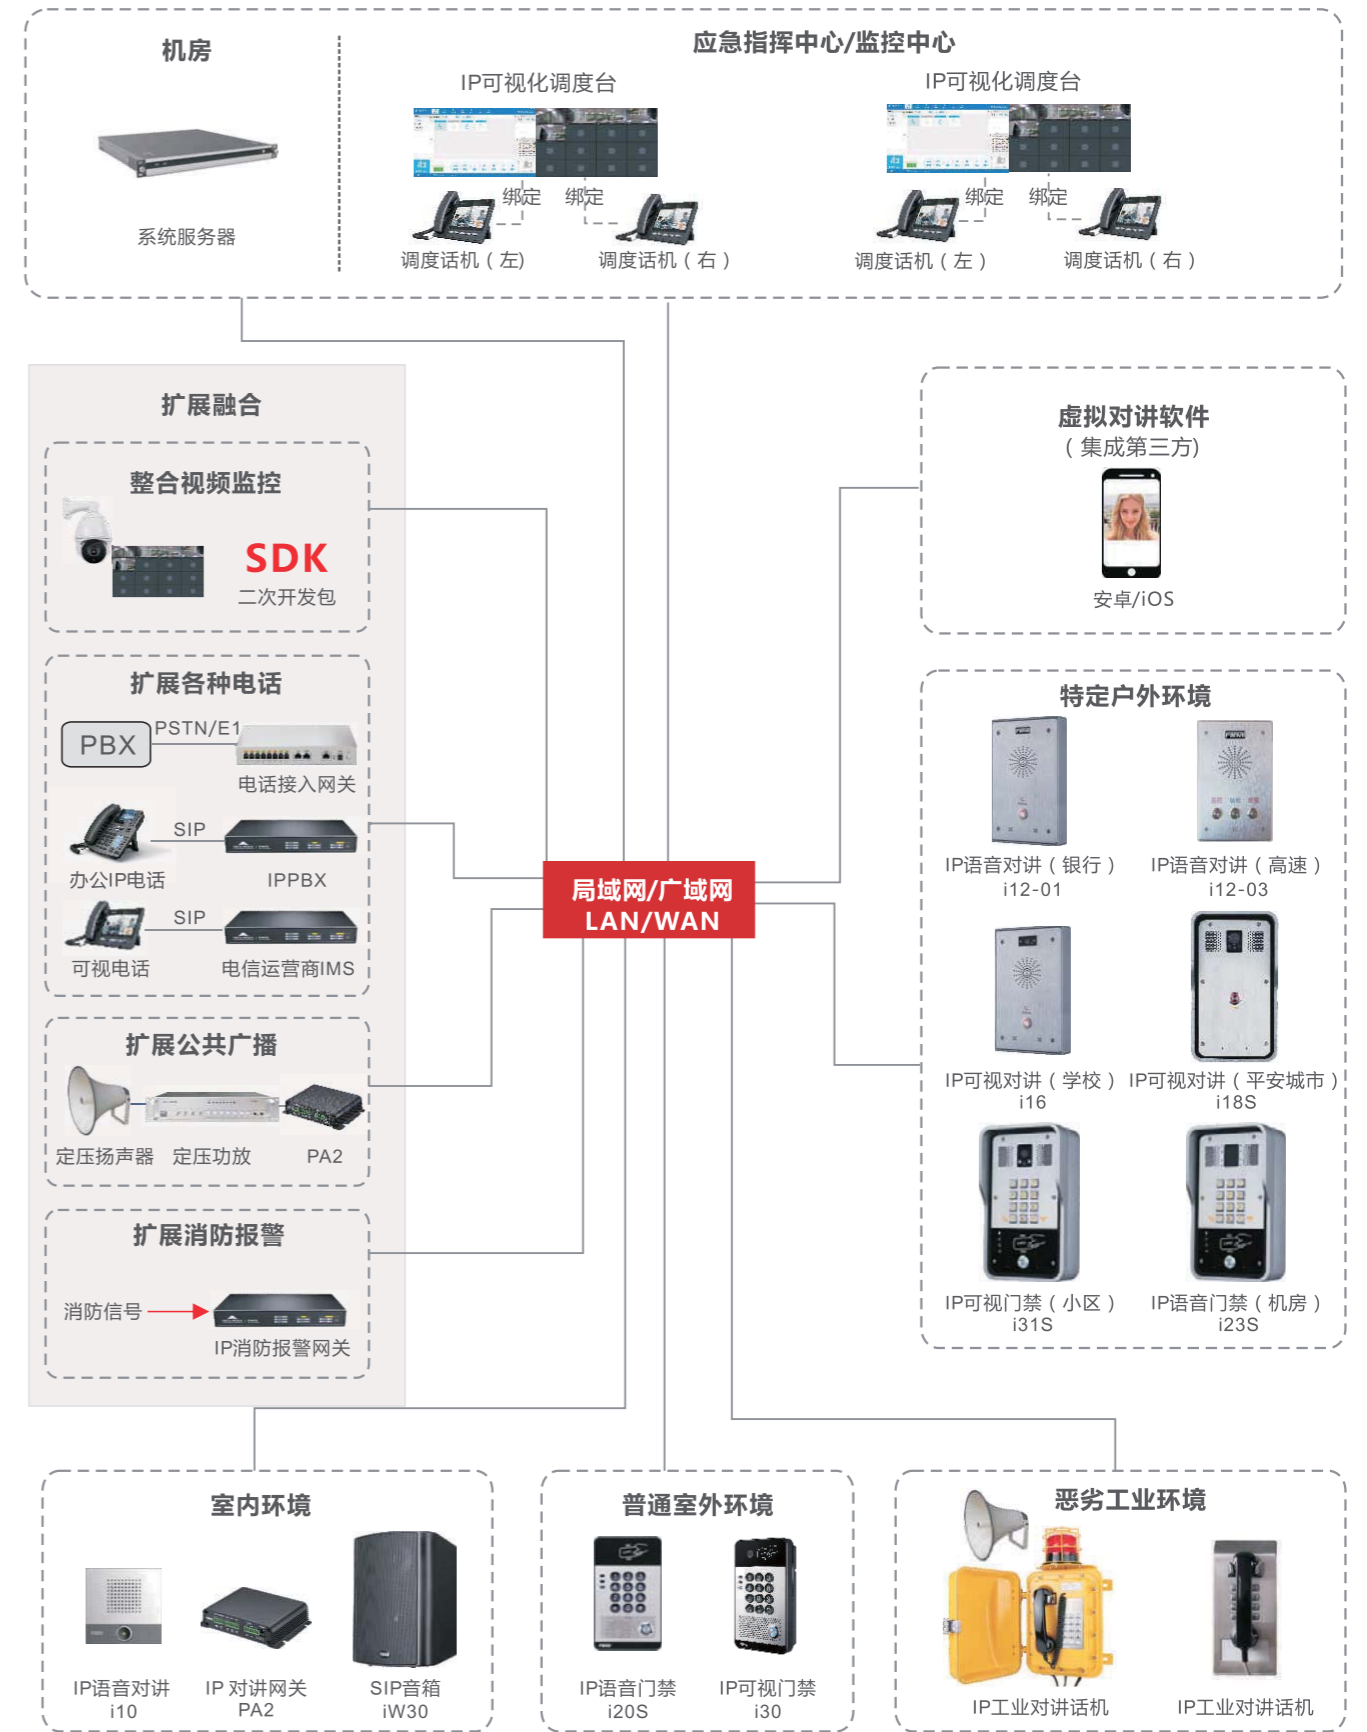 机房
应急指挥中心/监控中心
IP可视化调度台
IP可视化调度台
绑定
绑定
绑定
绑定
系统服务器
调度话机（左）
调度话机（右）
调度话机（左）
调度话机（右）
扩展融合
整合视频监控
SDK
二次开发包
扩展各种电话
PBX
PSTN/E1
电话接入网关
SIP
办公IP电话
IPPBX
SIP
可视电话
电信运营商IMS
扩展公共广播
定压扬声器
定压功放
PA2
扩展消防报警
消防信号
IP消防报警网关
局域网/广域网
LAN/WAN
虚拟对讲软件
（集成第三方）
安卓/iOS
特定户外环境
IP语音对讲（银行）
i12-01
IP语音对讲（高速）
i12-03
IP可视对讲（学校）
i16
IP可视对讲（平安城市）
i18S
IP可视门禁（小区）
i31S
IP语音门禁（机房）
i23S
室内环境
IP语音对讲
i10
IP 对讲网关
PA2
SIP音箱
iW30
普通室外环境
IP语音门禁
i20S
IP可视门禁
i30
恶劣工业环境
IP工业对讲话机
IP工业对讲话机